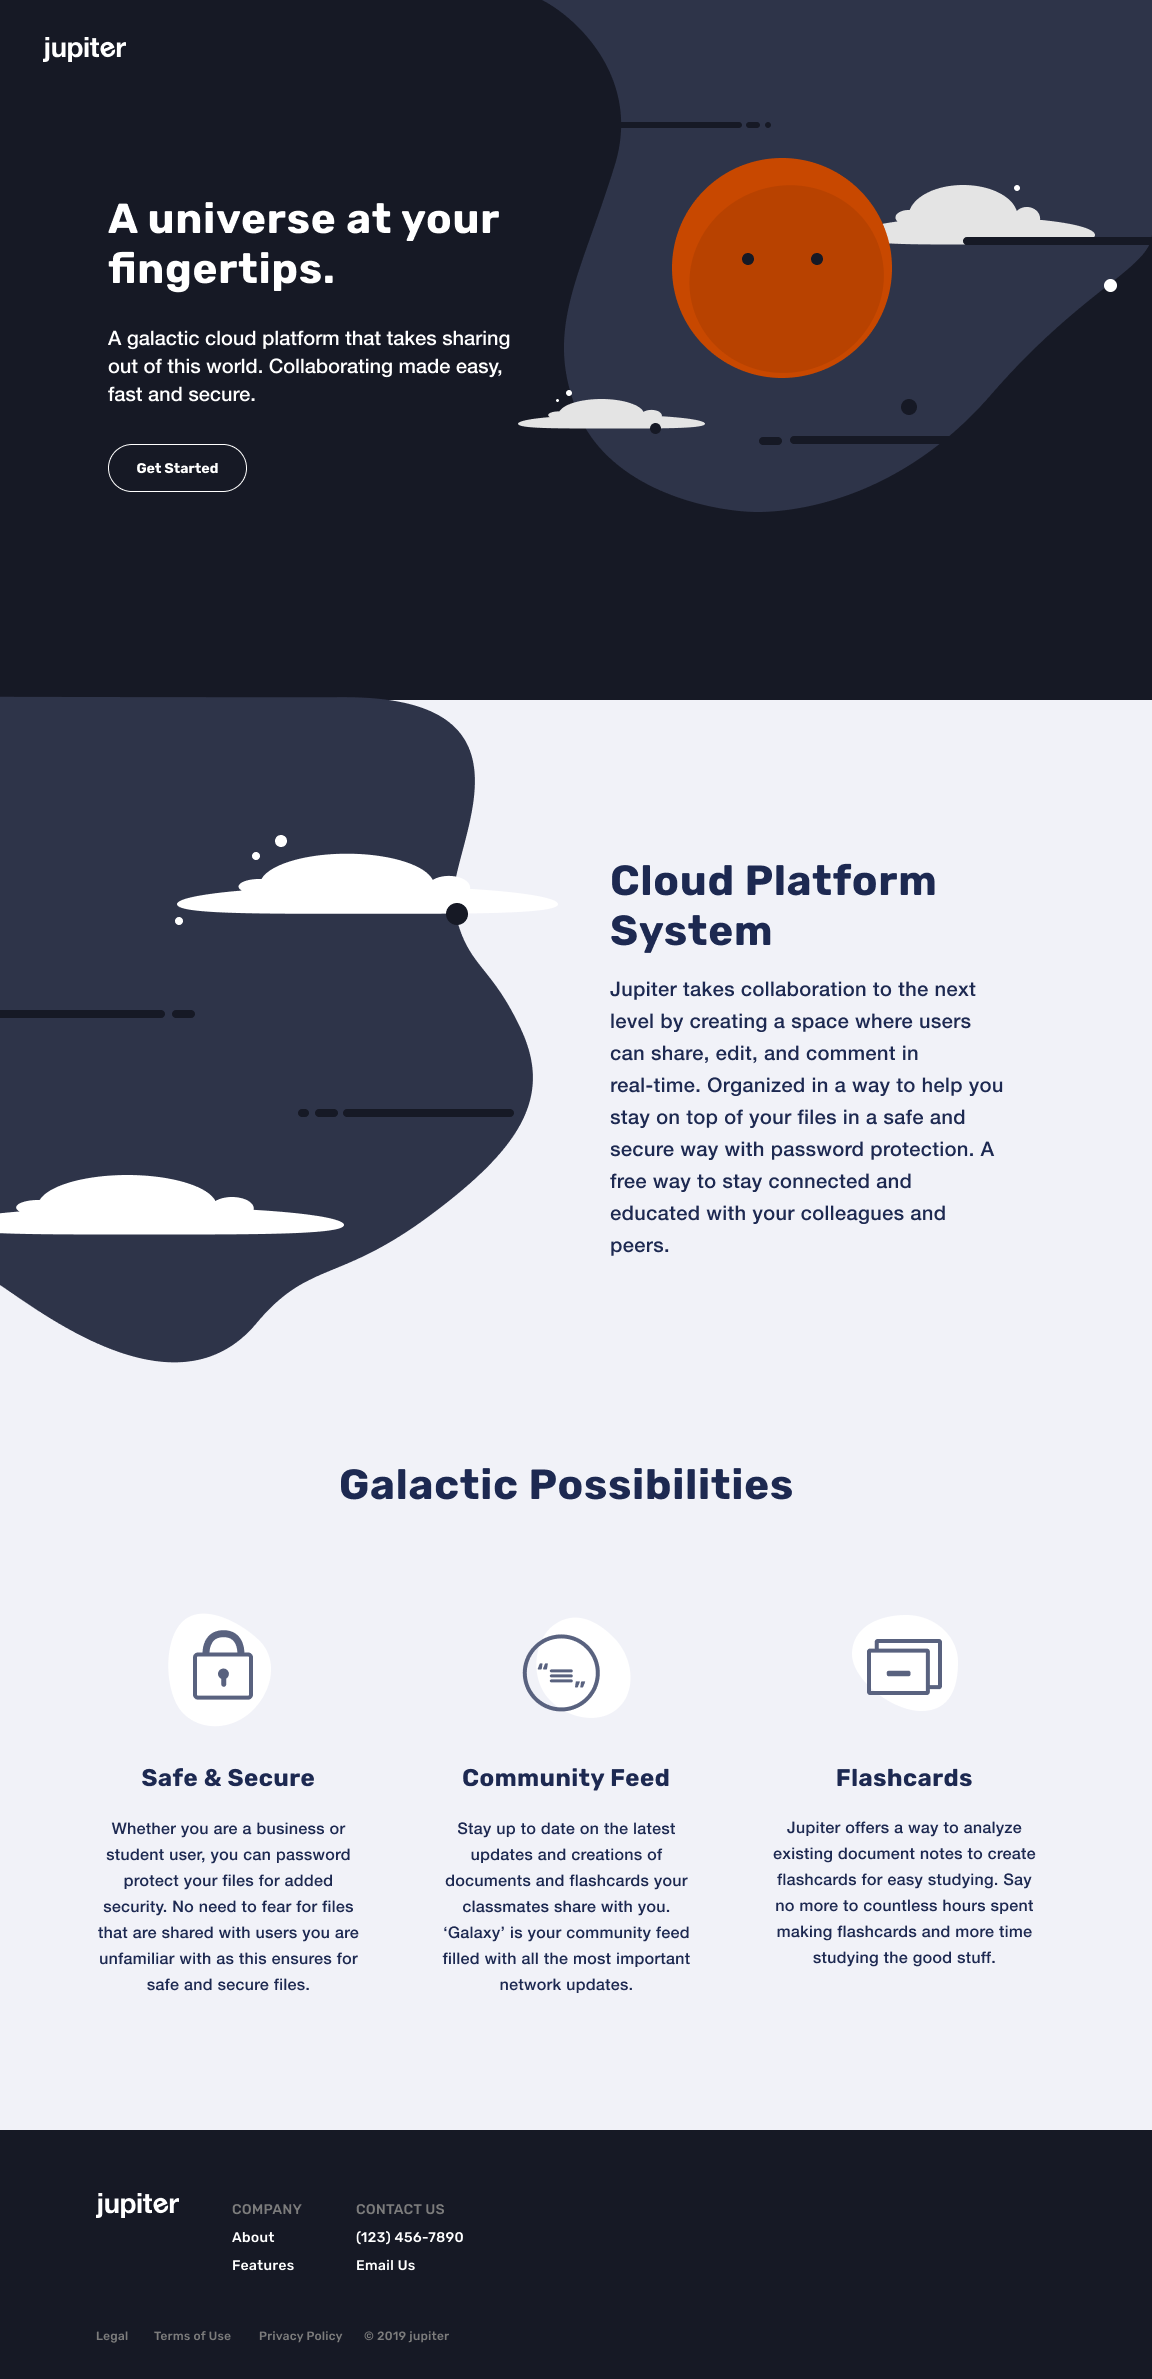 jupiter
A universe at your
fingertips.
A galactic cloud platform that takes sharing
out of this world. Collaborating made easy,
fast and secure.
Get Started
Cloud Platform
System
Jupiter takes collaboration to the next
level by creating a space where users
can share, edit, and comment in
real-time. Organized in a way to help you
stay on top of your files in a safe and
secure way with password protection. A
free way to stay connected and
educated with your colleagues and
peers.
Galactic Possibilities
Safe & Secure
Whether you are a business or
student user, you can password
protect your files for added
security. No need to fear for files
that are shared with users you are
unfamiliar with as this ensures for
safe and secure files.
Community Feed
Stay up to date on the latest
updates and creations of
documents and flashcards your
classmates share with you.
‘Galaxy’ is your community feed
filled with all the most important
network updates.
Flashcards
Jupiter offers a way to analyze
existing document notes to create
flashcards for easy studying. Say
no more to countless hours spent
making flashcards and more time
studying the good stuff.
jupiter
COMPANY
About
Features
CONTACT US
(123) 456-7890
Email Us
Legal Terms of Use Privacy Policy © 2019 jupiter